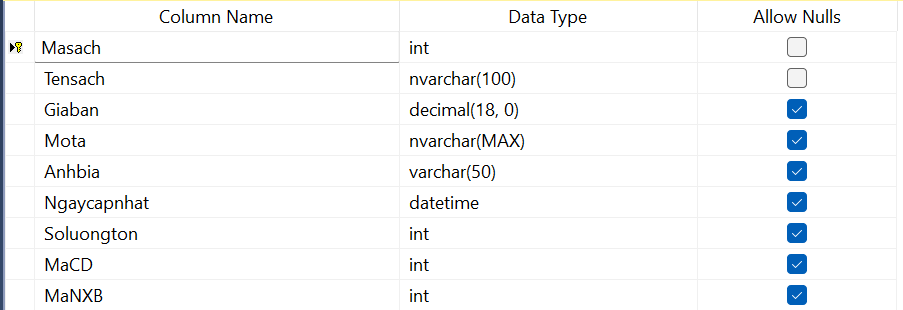 Column Name Data Type Allow Nulls
Masach int
Tensach nvarchar(100)
Giaban decimal(18, 0)
Mota nvarchar(MAX)
Anhbia varchar(50)
Ngaycapnhat datetime
Soluongton int
MaCD int
MaNXB int